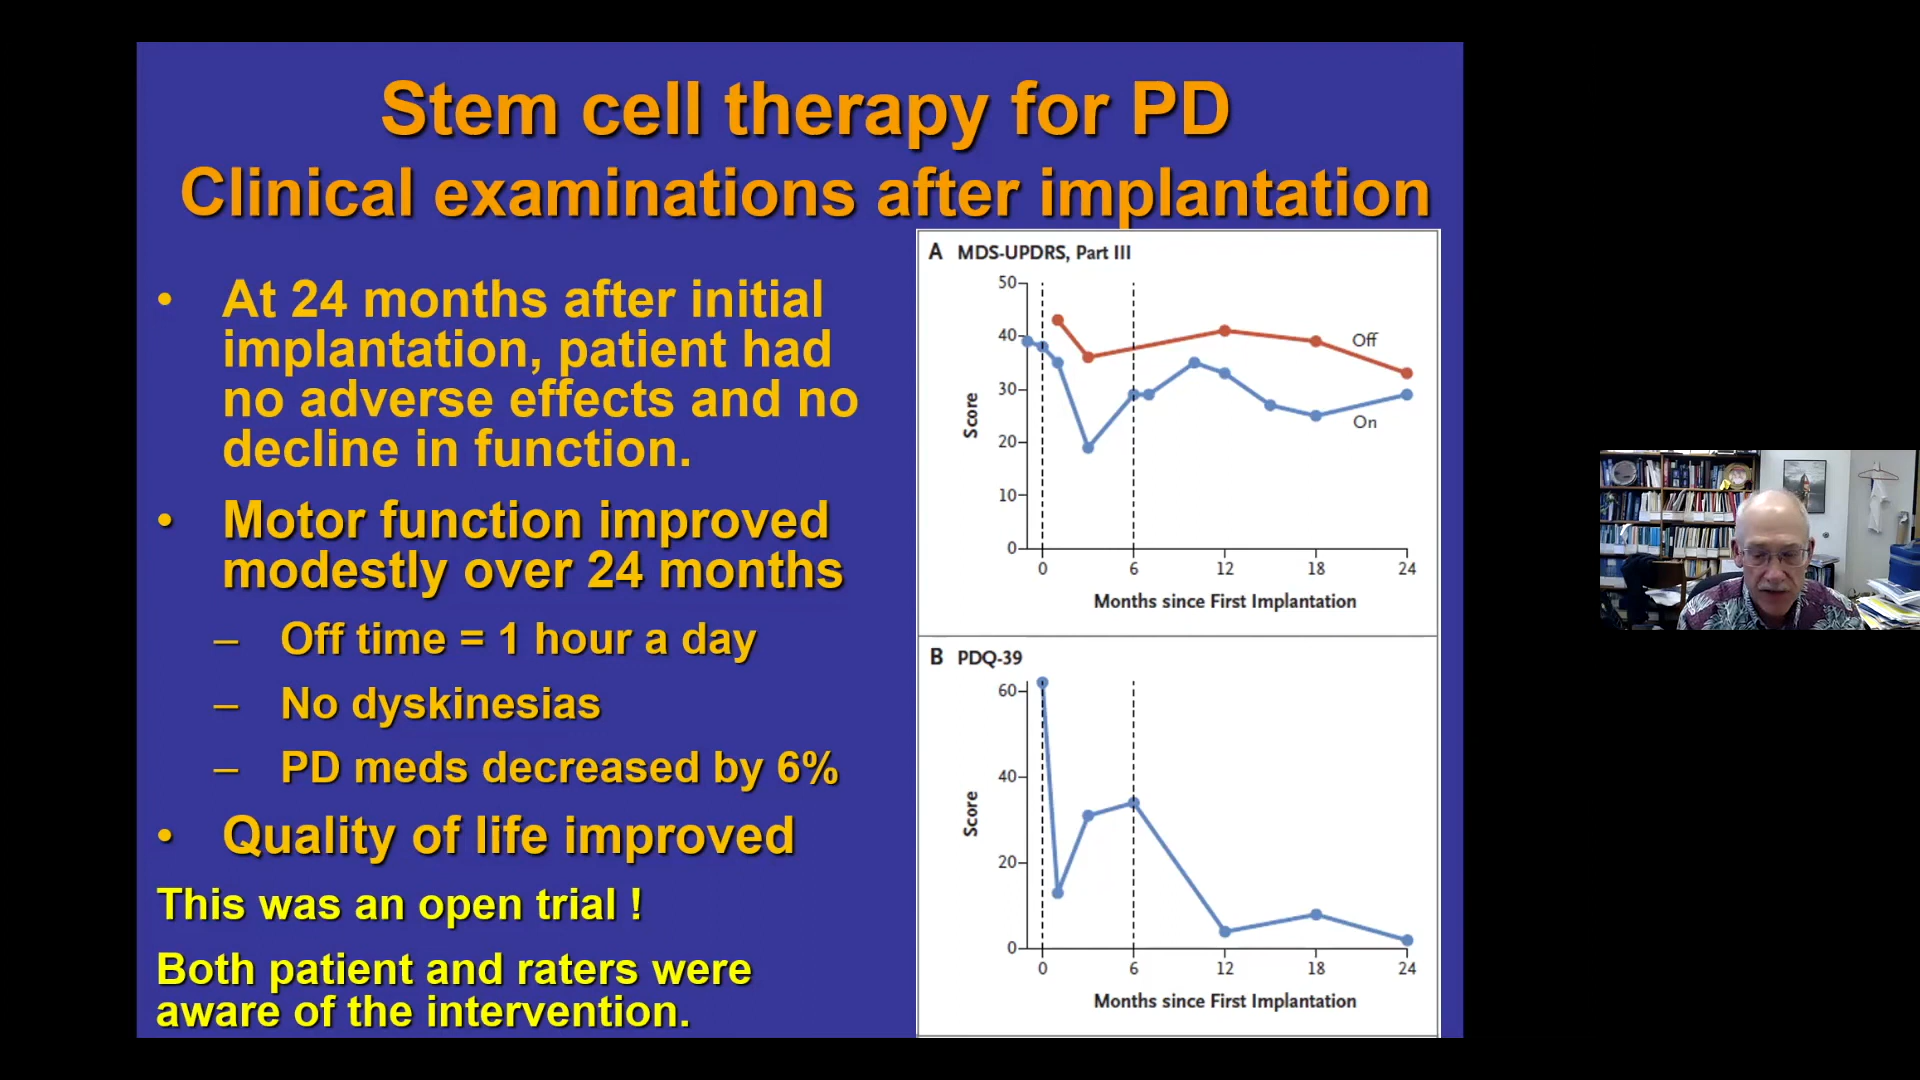 Stem cell therapy for PD
Clinical examinations after implantation
• At 24 months after initial
implantation, patient had
no adverse effects and no
decline in function.
• Motor function improved
modestly over 24 months
– Off time = 1 hour a day
– No dyskinesias
– PD meds decreased by 6%
• Quality of life improved
This was an open trial !
Both patient and raters were
aware of the intervention.
A MDS-UPDRS, Part III
50
40
30
20
10
0
Score
Off
On
0 6 12 18 24
Months since First Implantation
B PDQ-39
60
40
20
0
Score
0 6 12 18 24
Months since First Implantation